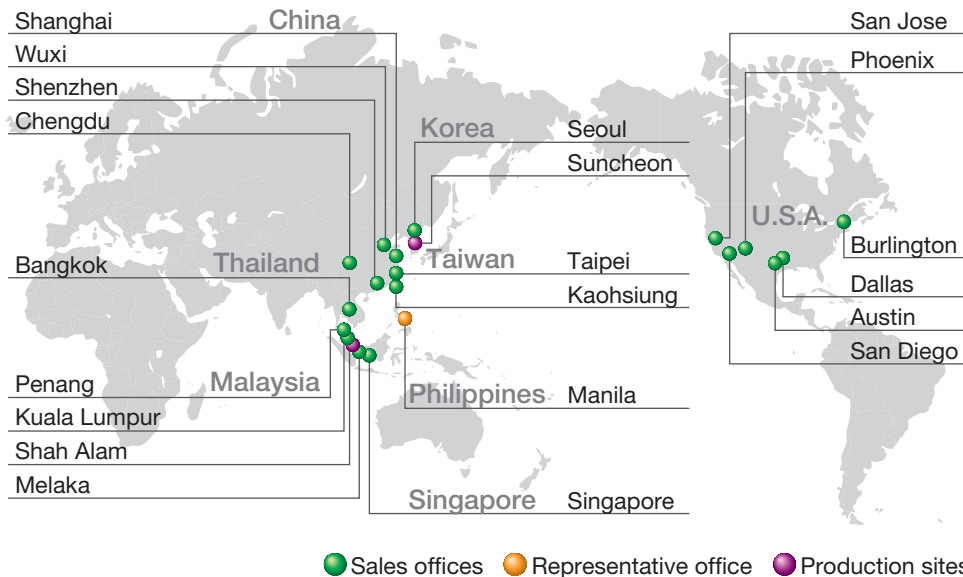 Shanghai
China
Wuxi
Shenzhen
Chengdu
Korea
Seoul
Suncheon
Bangkok
Thailand
Taiwan
Taipei
Kaohsiung
Penang
Malaysia
Kuala Lumpur
Shah Alam
Melaka
Philippines
Manila
Singapore
Singapore
San Jose
Phoenix
U.S.A.
Burlington
Dallas
Austin
San Diego
Sales offices
Representative office
Production sites